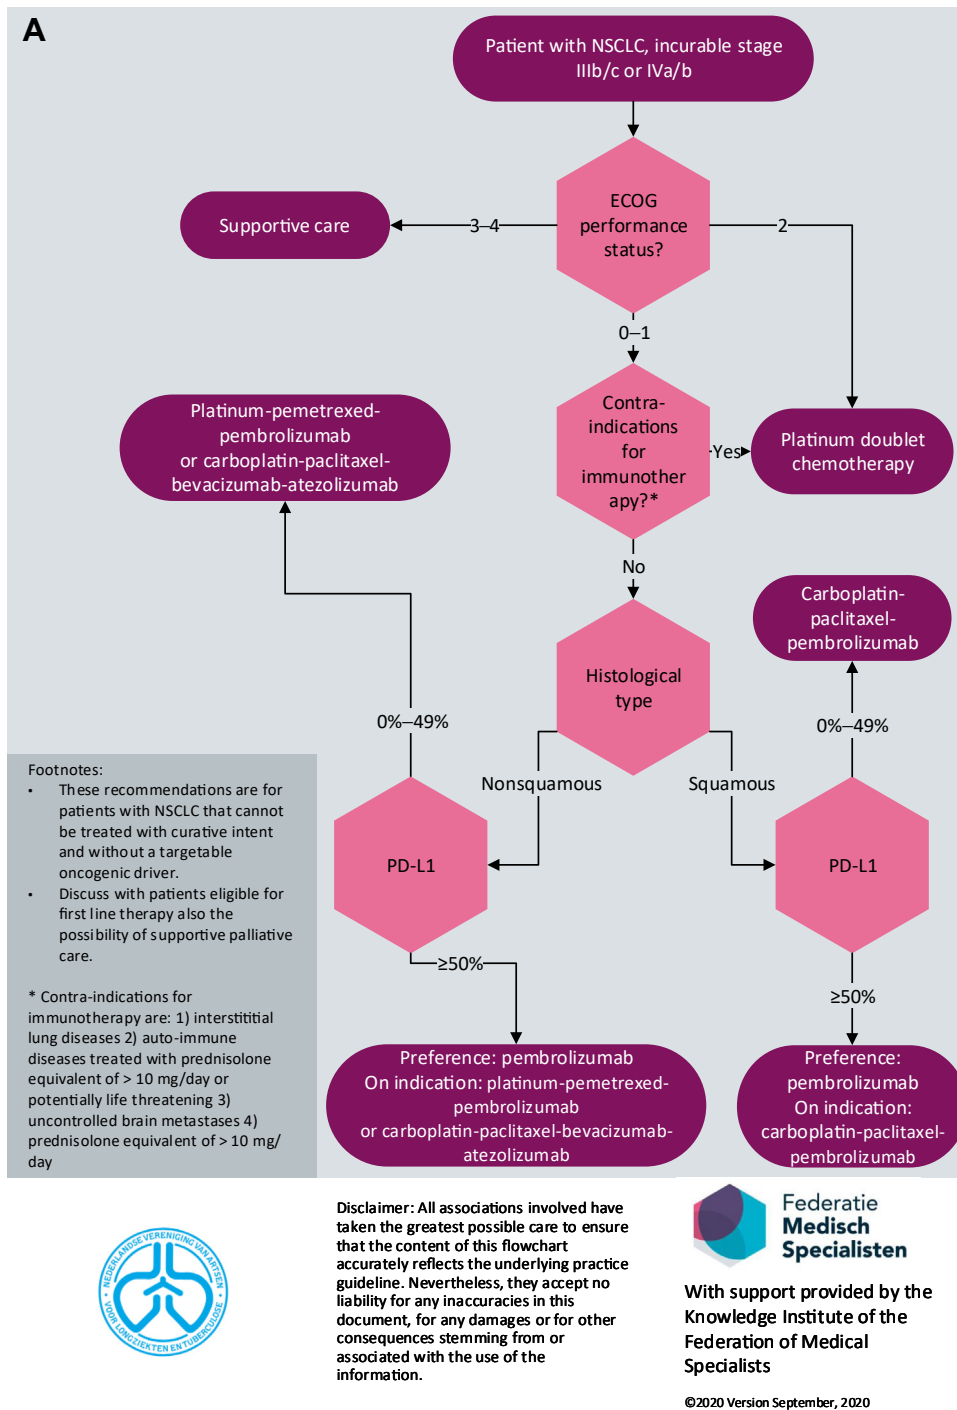 A
Patient with NSCLC, incurable stage
IIIb/c or IVa/b
ECOG
performance
status?
3–4
Supportive care
2
0–1
Contra-
indications
for
immunother
apy?*
Yes
Platinum doublet
chemotherapy
Platinum-pemetrexed-
pembrolizumab
or carboplatin-paclitaxel-
bevacizumab-atezolizumab
No
Histological
type
Carboplatin-
paclitaxel-
pembrolizumab
0%–49%
0%–49%
Nonsquamous
Squamous
PD-L1
PD-L1
≥50%
≥50%
Preference: pembrolizumab
On indication: platinum-pemetrexed-
pembrolizumab
or carboplatin-paclitaxel-bevacizumab-
atezolizumab
Preference:
pembrolizumab
On indication:
carboplatin-paclitaxel-
pembrolizumab
Footnotes:
• These recommendations are for
patients with NSCLC that cannot
be treated with curative intent
and without a targetable
oncogenic driver.
• Discuss with patients eligible for
first line therapy also the
possibility of supportive palliative
care.
* Contra-indications for
immunotherapy are: 1) interstitital
lung diseases 2) auto-immune
diseases treated with prednisolone
equivalent of > 10 mg/day or
potentially life threatening 3)
uncontrolled brain metastases 4)
prednisolone equivalent of > 10 mg/
day
NEDERLANDSE VERENIGING VAN ARTSEN
VOOR LONGZIEKTEN EN TUBERCULOSE
Disclaimer: All associations involved have
taken the greatest possible care to ensure
that the content of this flowchart
accurately reflects the underlying practice
guideline. Nevertheless, they accept no
liability for any inaccuracies in this
document, for any damages or for other
consequences stemming from or
associated with the use of the
information.
Federatie
Medisch
Specialisten
With support provided by the
Knowledge Institute of the
Federation of Medical
Specialists
©2020 Version September, 2020